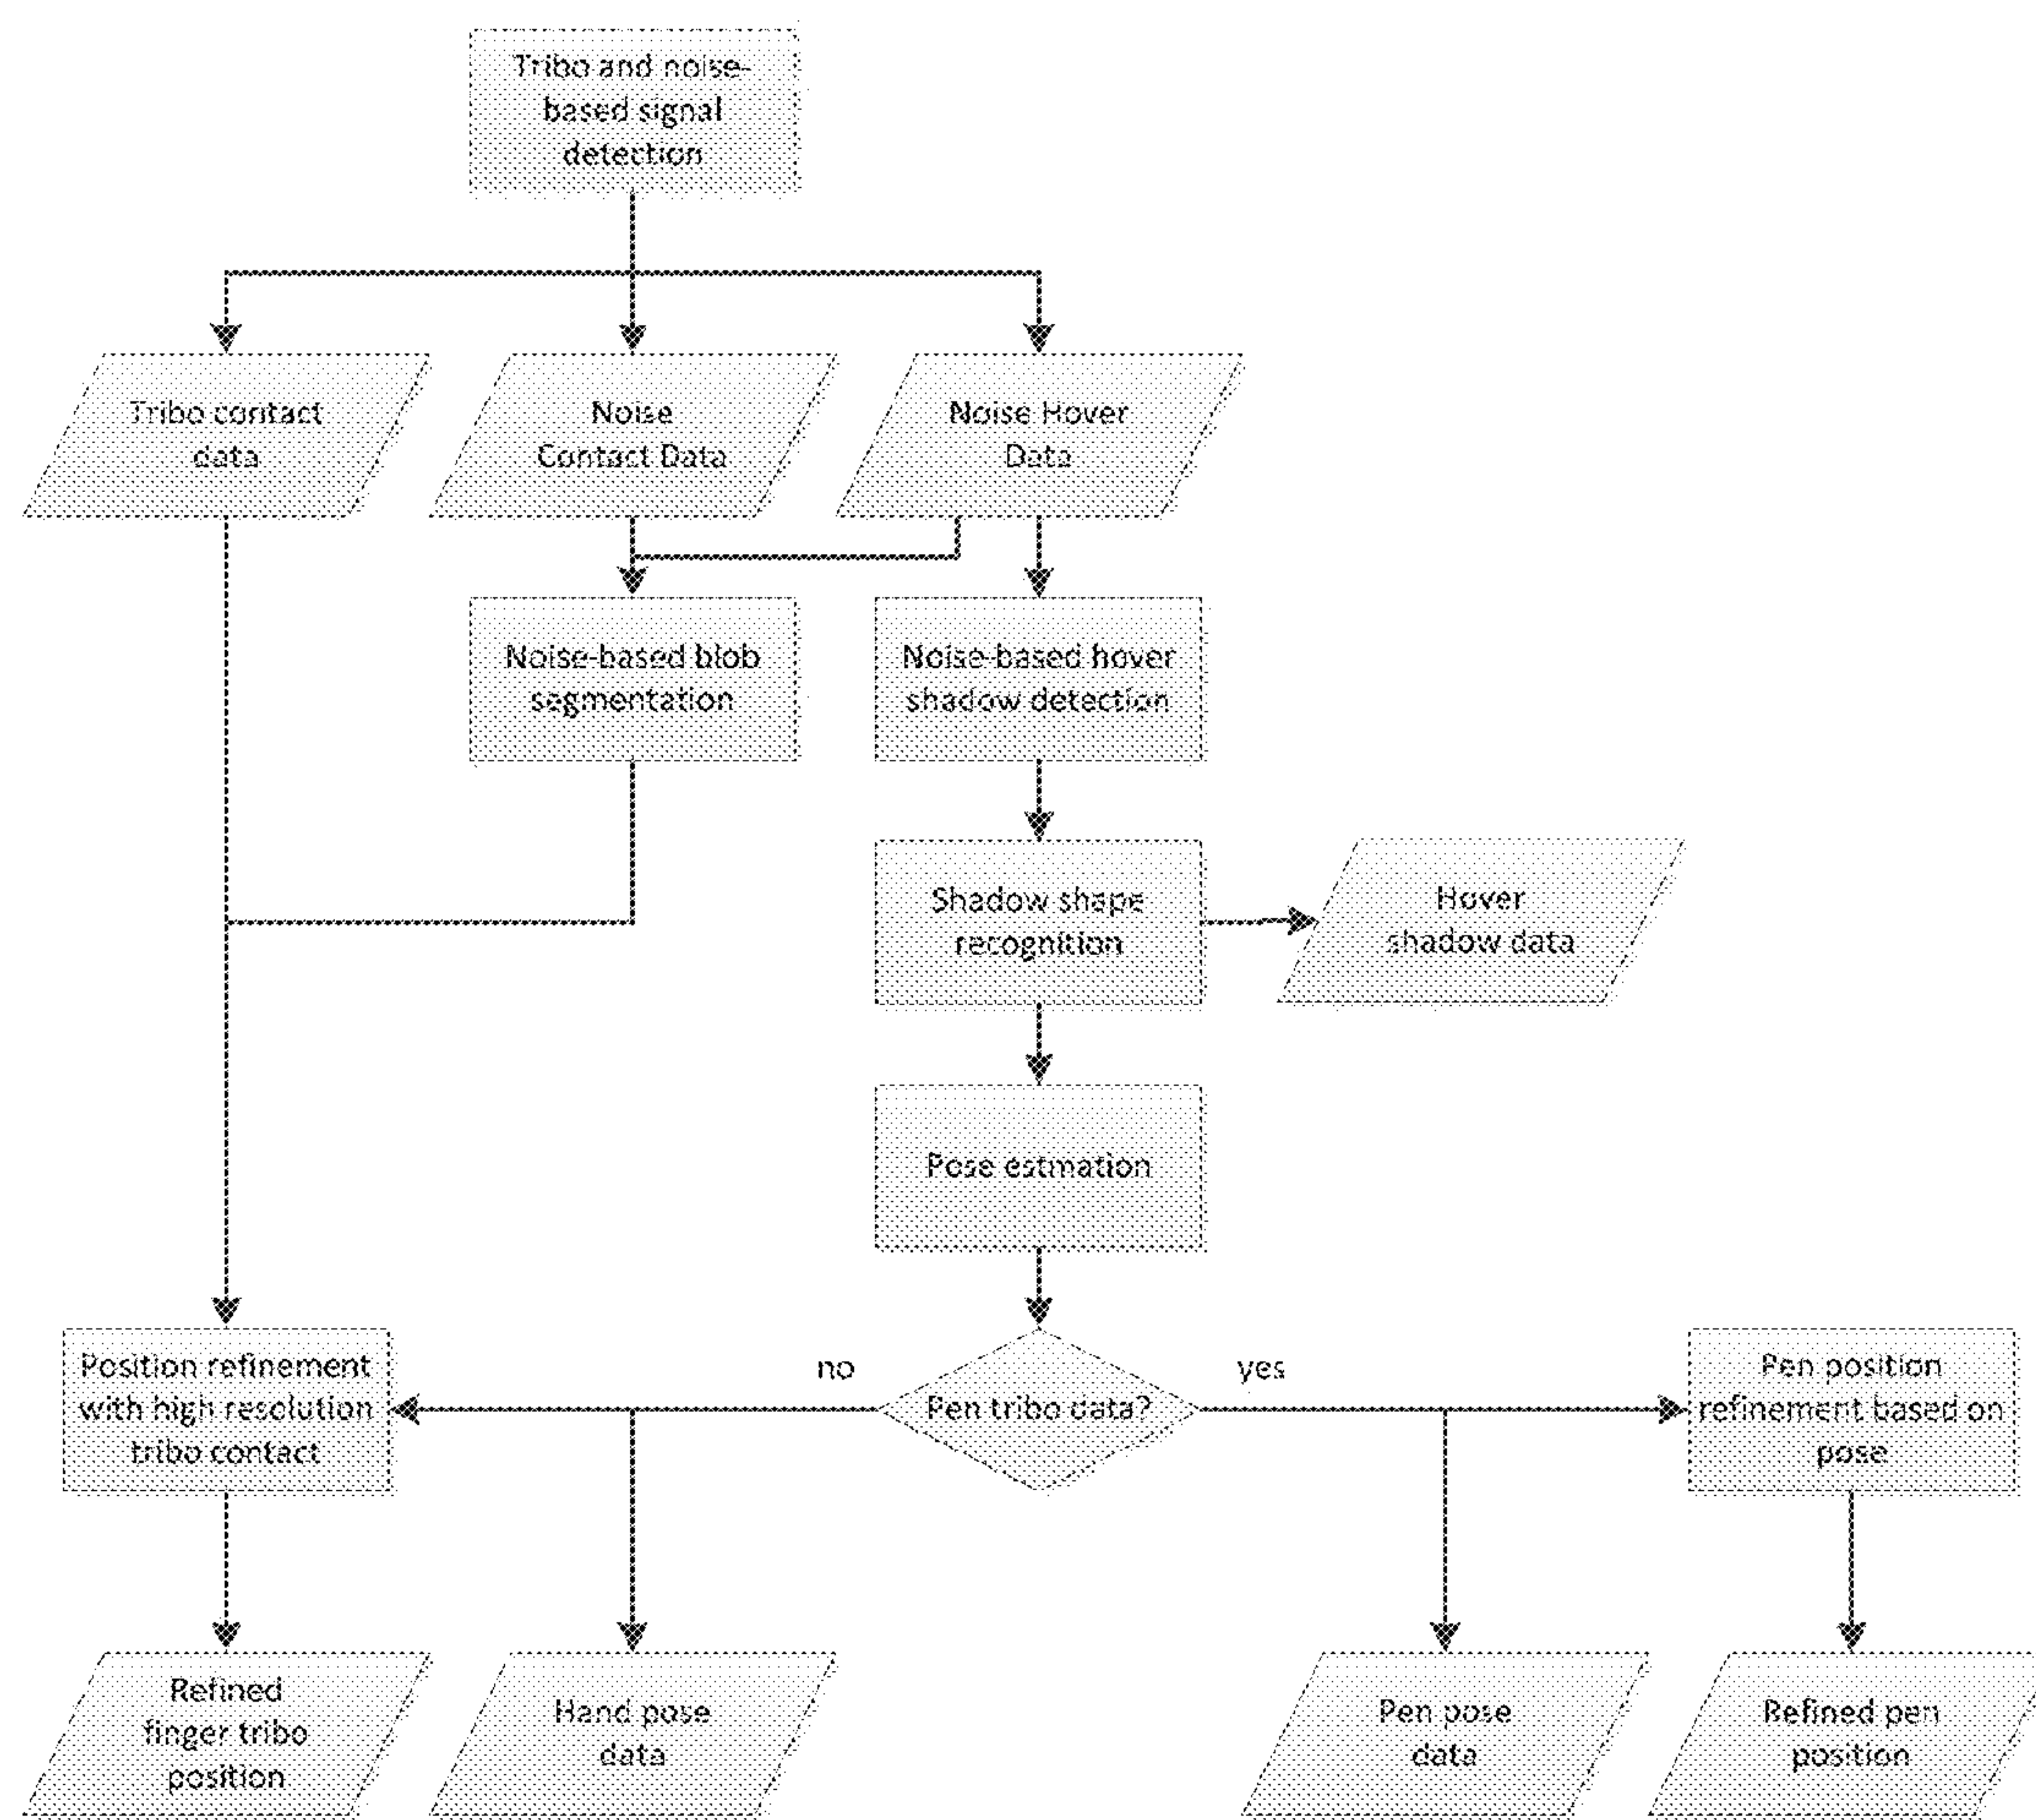 Tribo and noise-
based signal
detection
Tribo contact
data
Noise
Contact Data
Noise Hover
Data
Noise-based blob
segmentation
Noise-based hover
shadow detection
Shadow shape
recognition
Hover
shadow data
Pose estmation
Position refinement
with high resolution
tribo contact
no
Pen tribo data?
yes
Pen position
refinement based on
pose
Refined
finger tribo
position
Hand pose
data
Pen pose
data
Refined pen
position